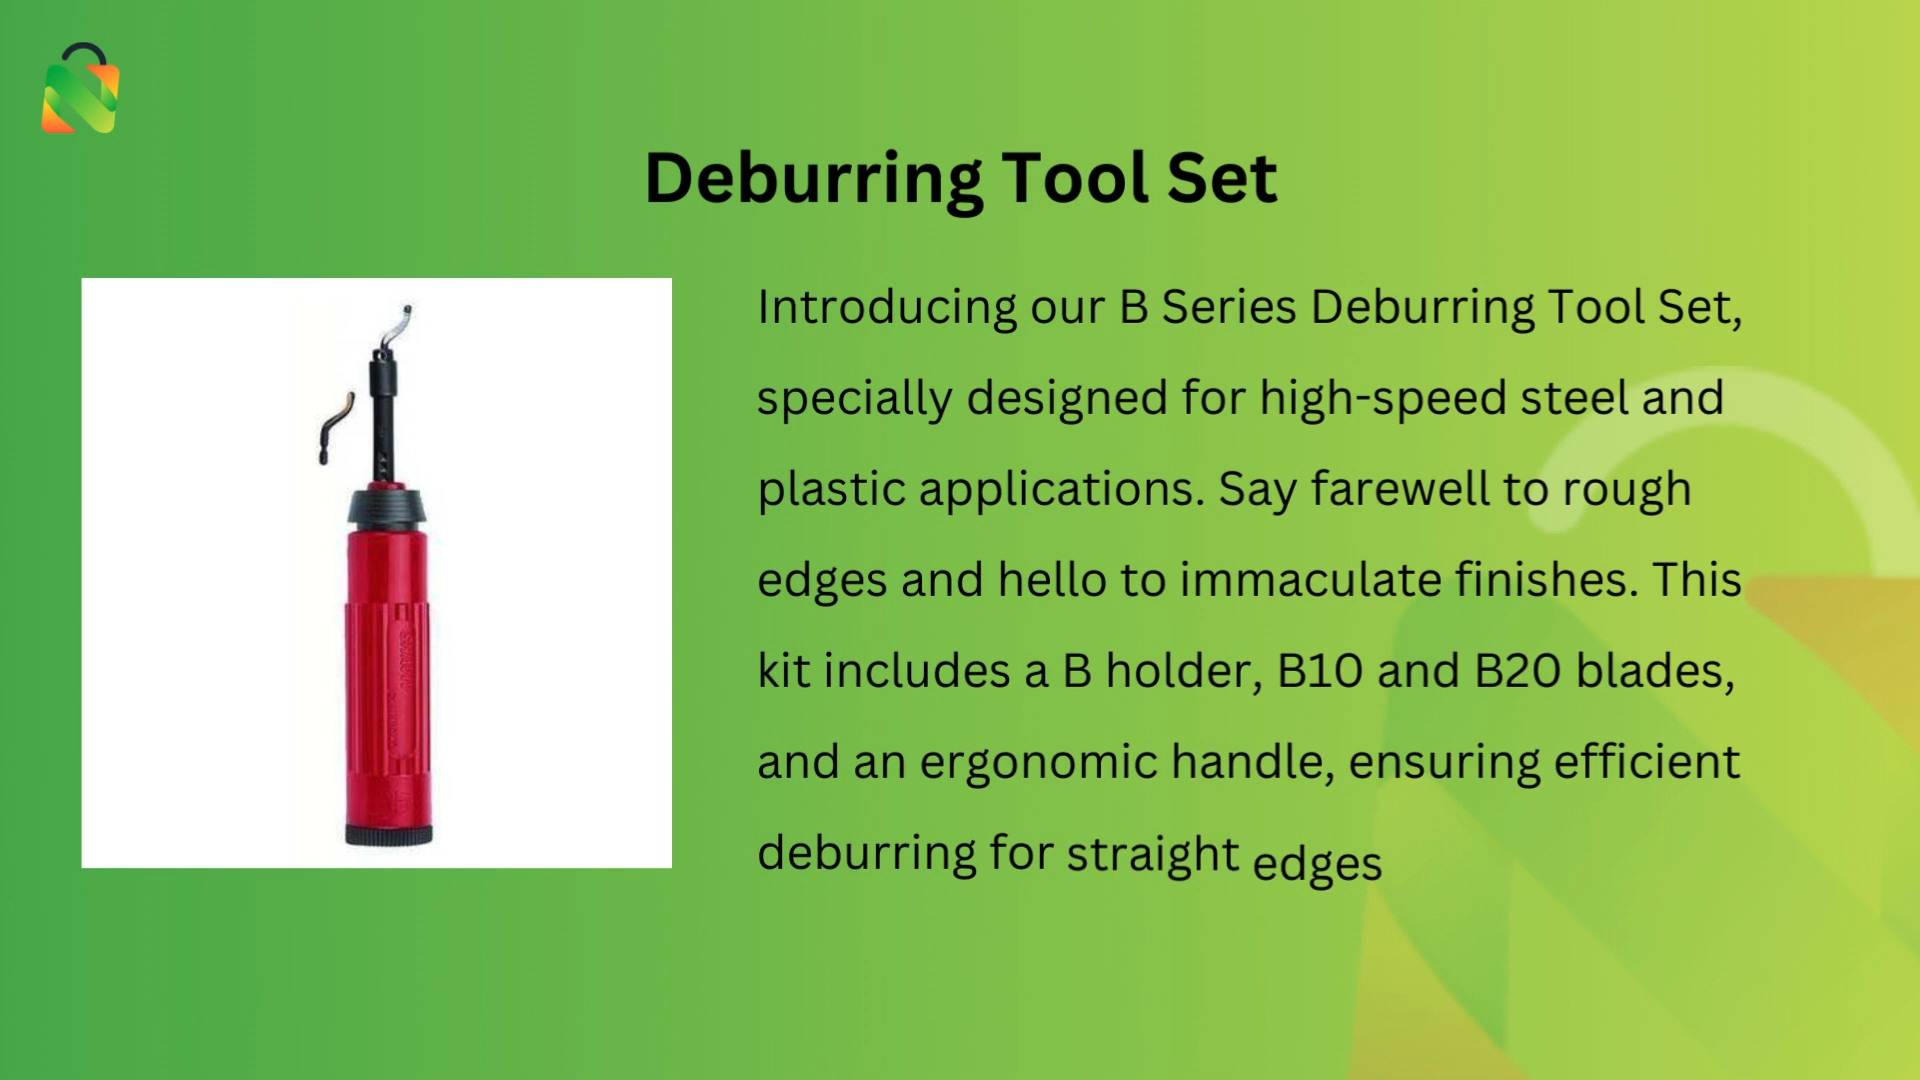 Deburring Tool Set
Introducing our B Series Deburring Tool Set,
specially designed for high-speed steel and
plastic applications. Say farewell to rough
edges and hello to immaculate finishes. This
kit includes a B holder, B10 and B20 blades,
and an ergonomic handle, ensuring efficient
deburring for straight edges